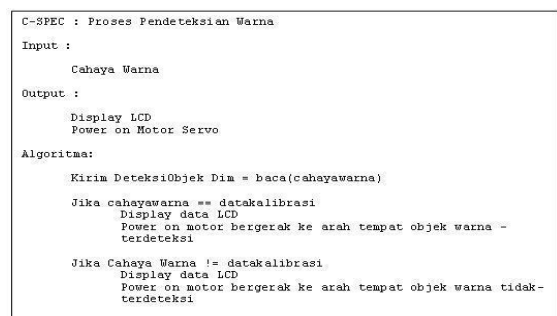 C-SPEC : Proses Pendeteksian Warna
Input :
Cahaya Warna
Output :
Display LCD
Power on Motor Servo
Algoritma:
Kirim DeteksiObjek Dim = baca(cahayawarna)
Jika cahayawarna == datakalibrasi
Display data LCD
Power on motor bergerak ke arah tempat objek warna -
terdeteksi
Jika Cahaya Warna != datakalibrasi
Display data LCD
Power on motor bergerak ke arah tempat objek warna tidak-
terdeteksi